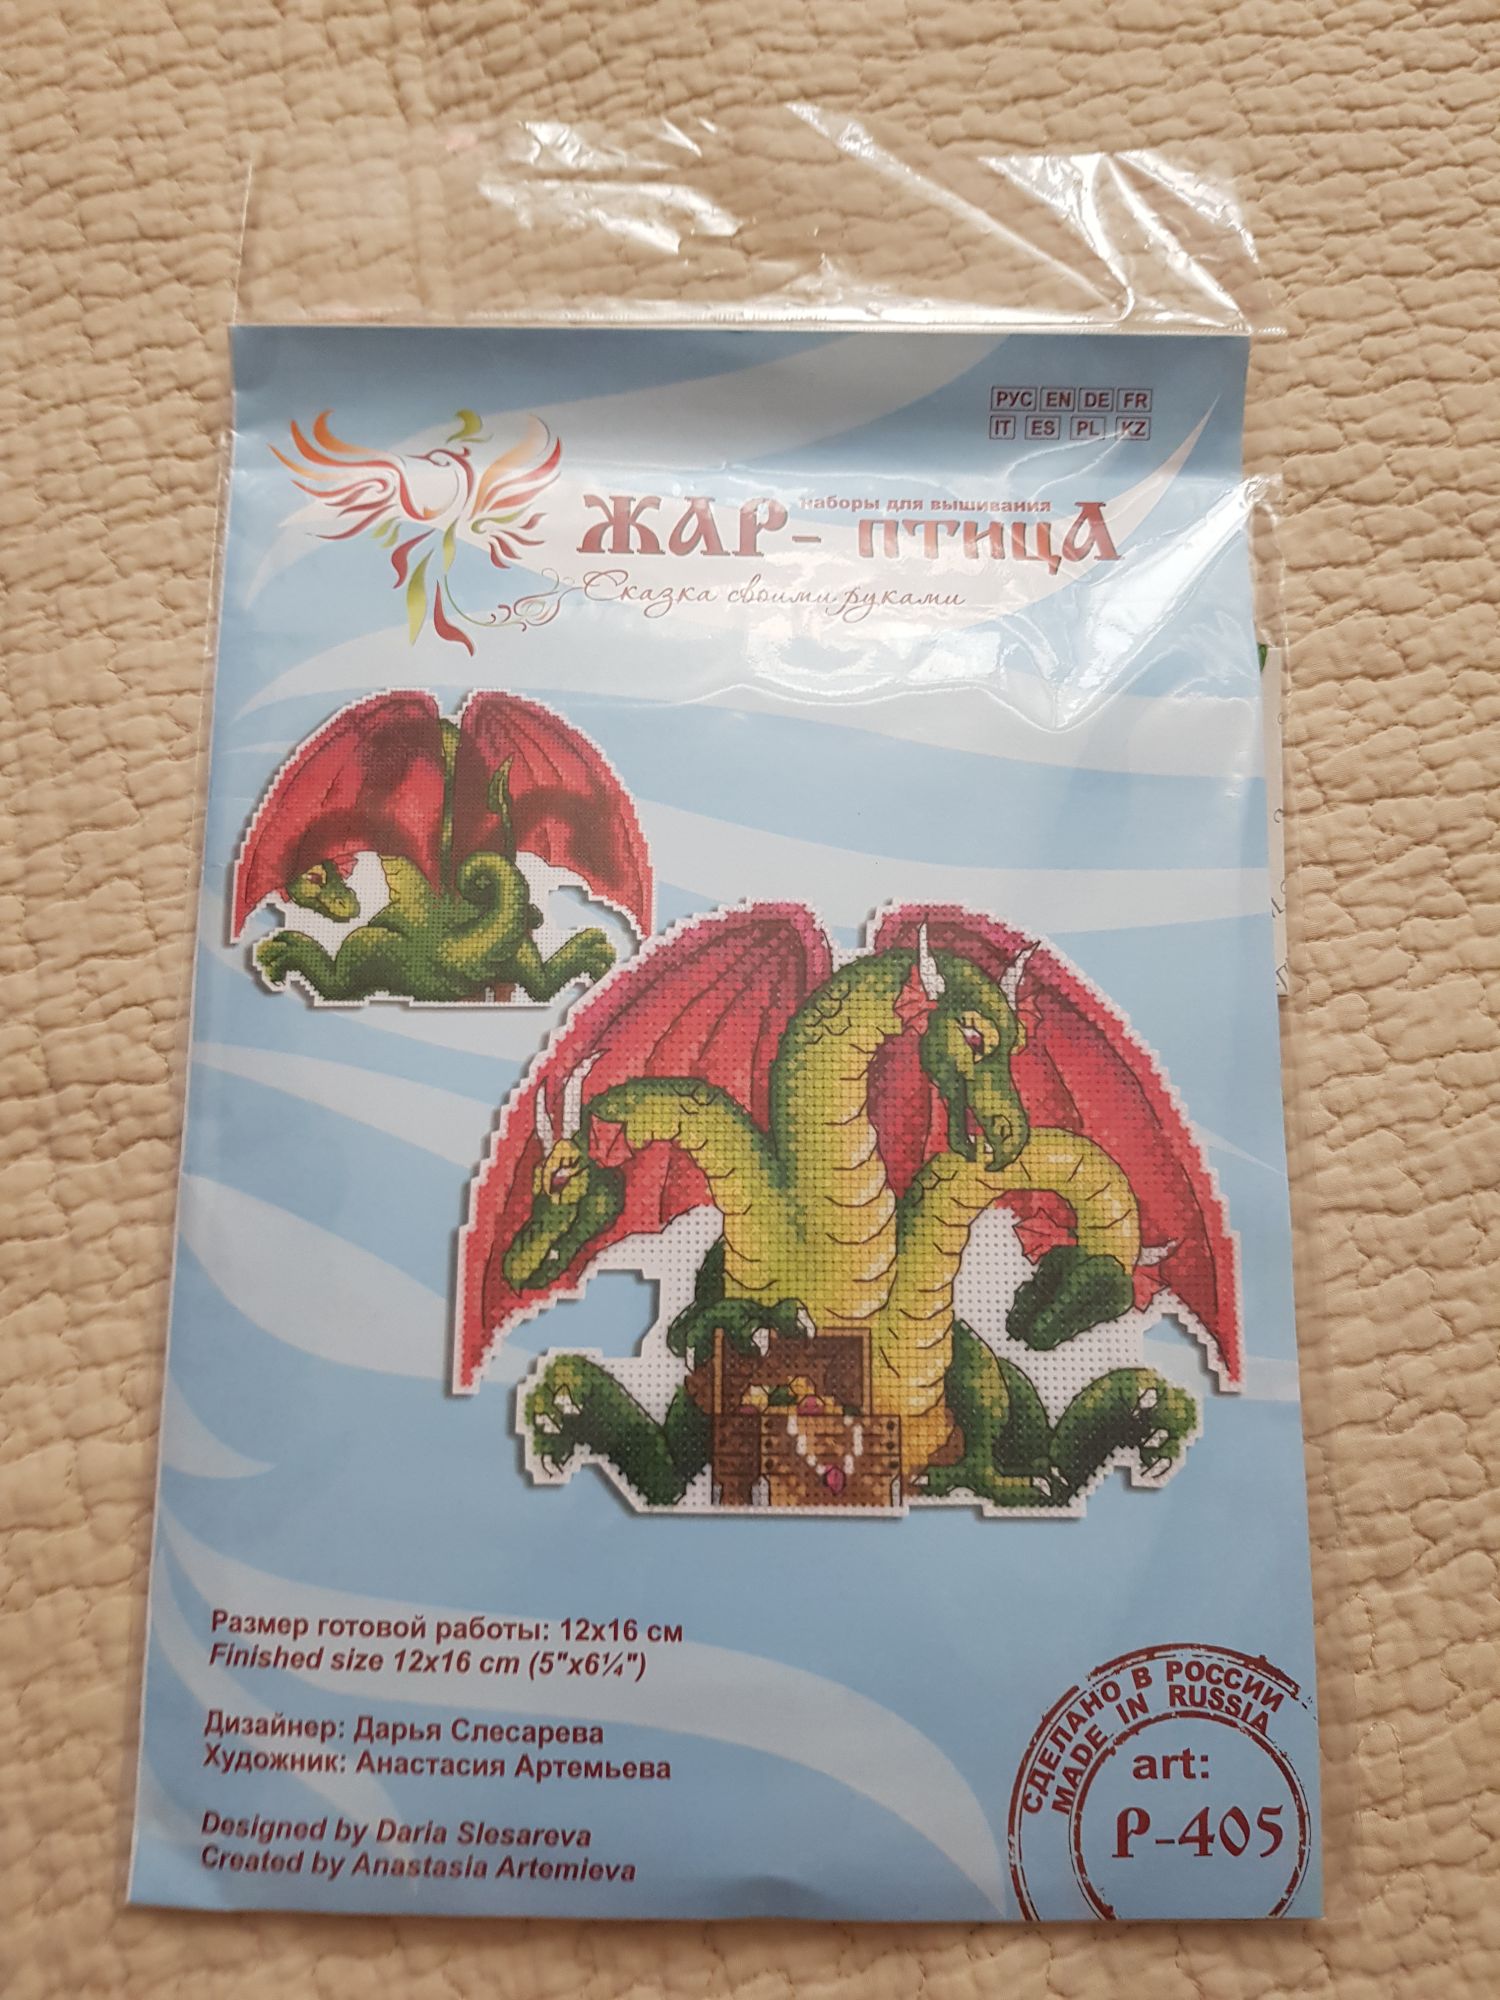 РУС EN DE FR
IT ES PL KZ
наборы для вышивания
ЖАР-ПТИЦА
Сказка своими руками
Размер готовой работы: 12х16 см
Finished size 12x16 cm (5"x6¼")
Дизайнер: Дарья Слесарева
Художник: Анастасия Артемьева
Designed by Daria Slesareva
Created by Anastasia Artemieva
СДЕЛАНО В РОССИИ
MADE IN RUSSIA
art:
Р-405